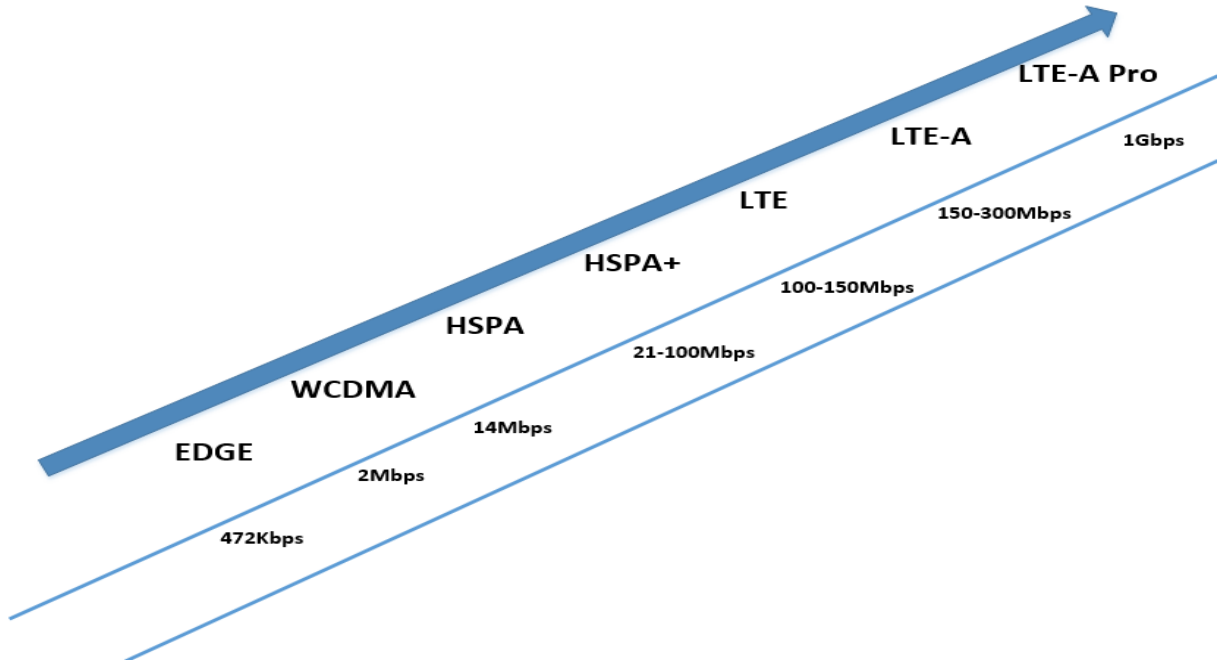 LTE-A Pro
LTE-A
1Gbps
LTE
150-300Mbps
HSPA+
100-150Mbps
HSPA
21-100Mbps
WCDMA
14Mbps
EDGE
2Mbps
472Kbps